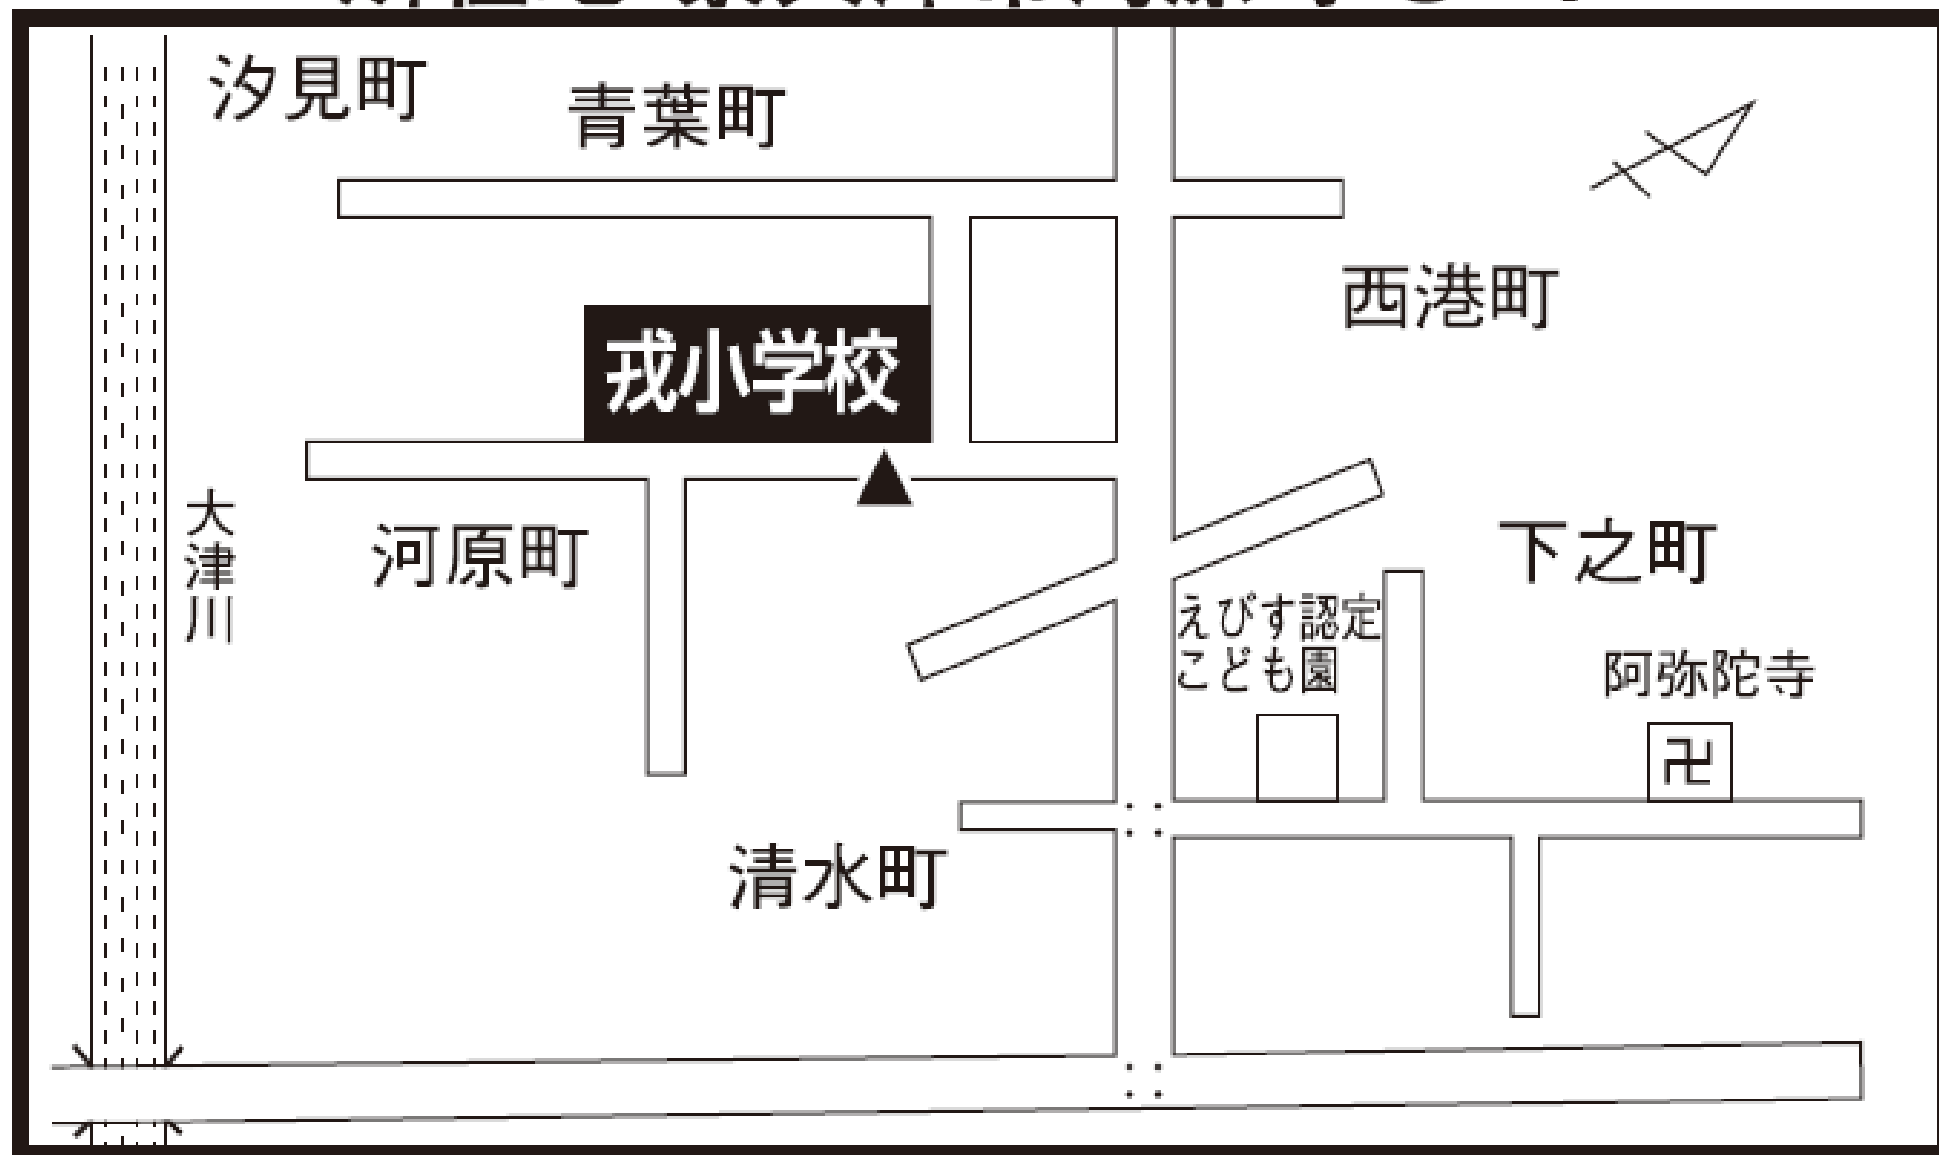 汐見町
青葉町
西港町
戎小学校
大津川
河原町
下之町
えびす認定
こども園
阿弥陀寺
卍
清水町